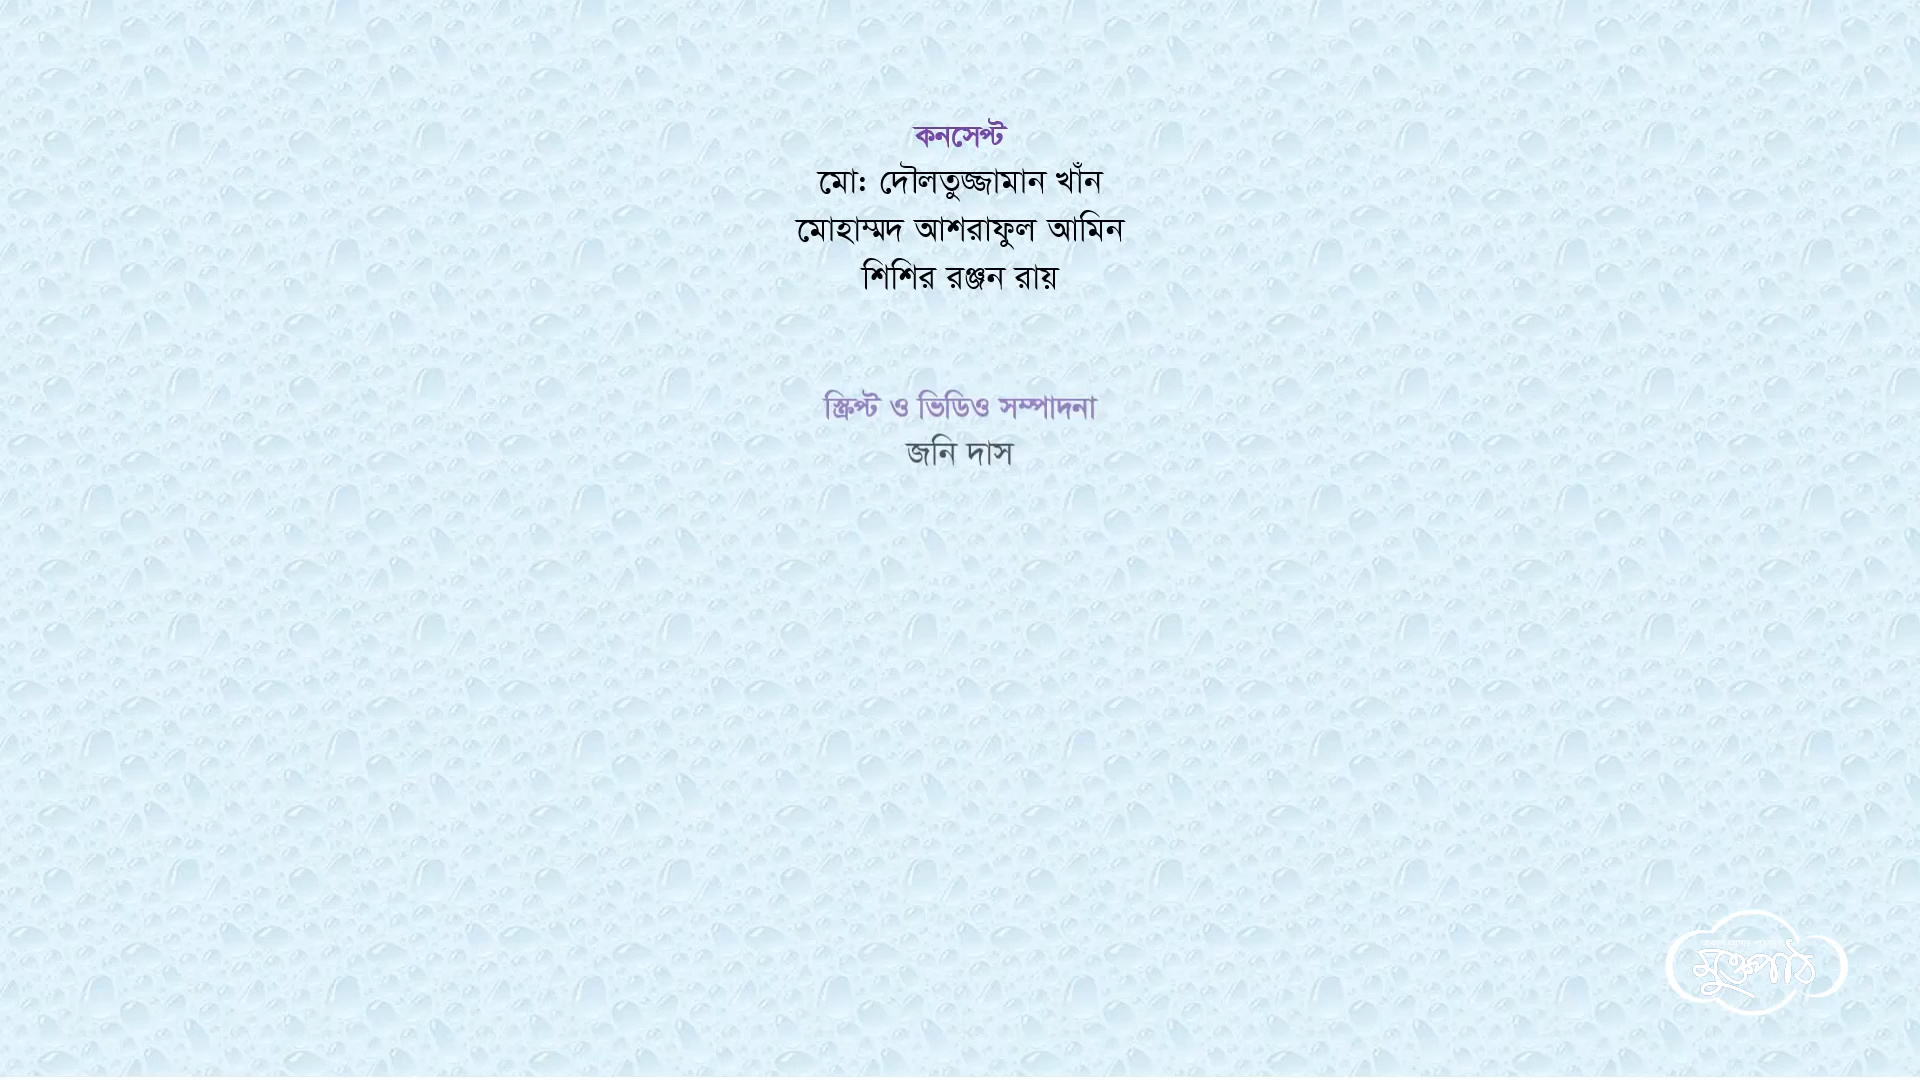 কনসেপ্ট
মো: দৌলতুজ্জামান খাঁন
মোহাম্মদ আশরাফুল আমিন
শিশির রঞ্জন রায়
স্ক্রিপ্ট ও ভিডিও সম্পাদনা
জনি দাস
মুক্তপাঠ